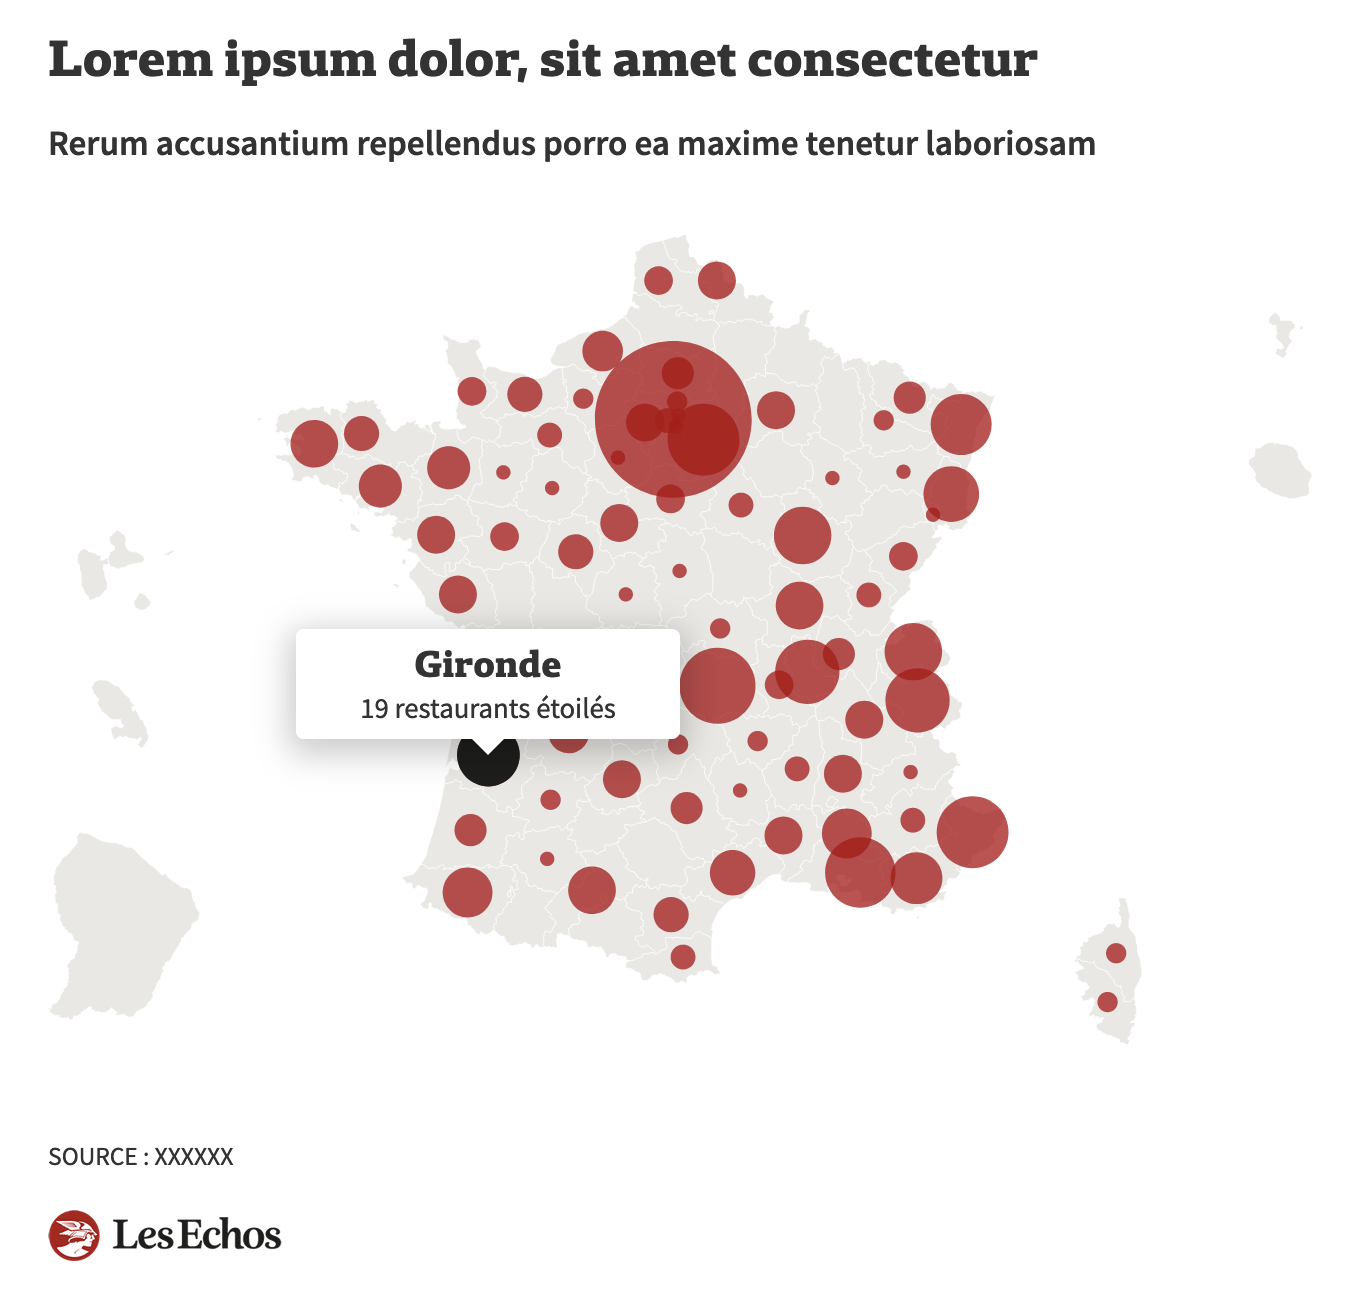 Lorem ipsum dolor, sit amet consectetur
Rerum accusantium repellendus porro ea maxime tenetur laboriosam
Gironde
19 restaurants étoilés
SOURCE : XXXXXX
Les Echos